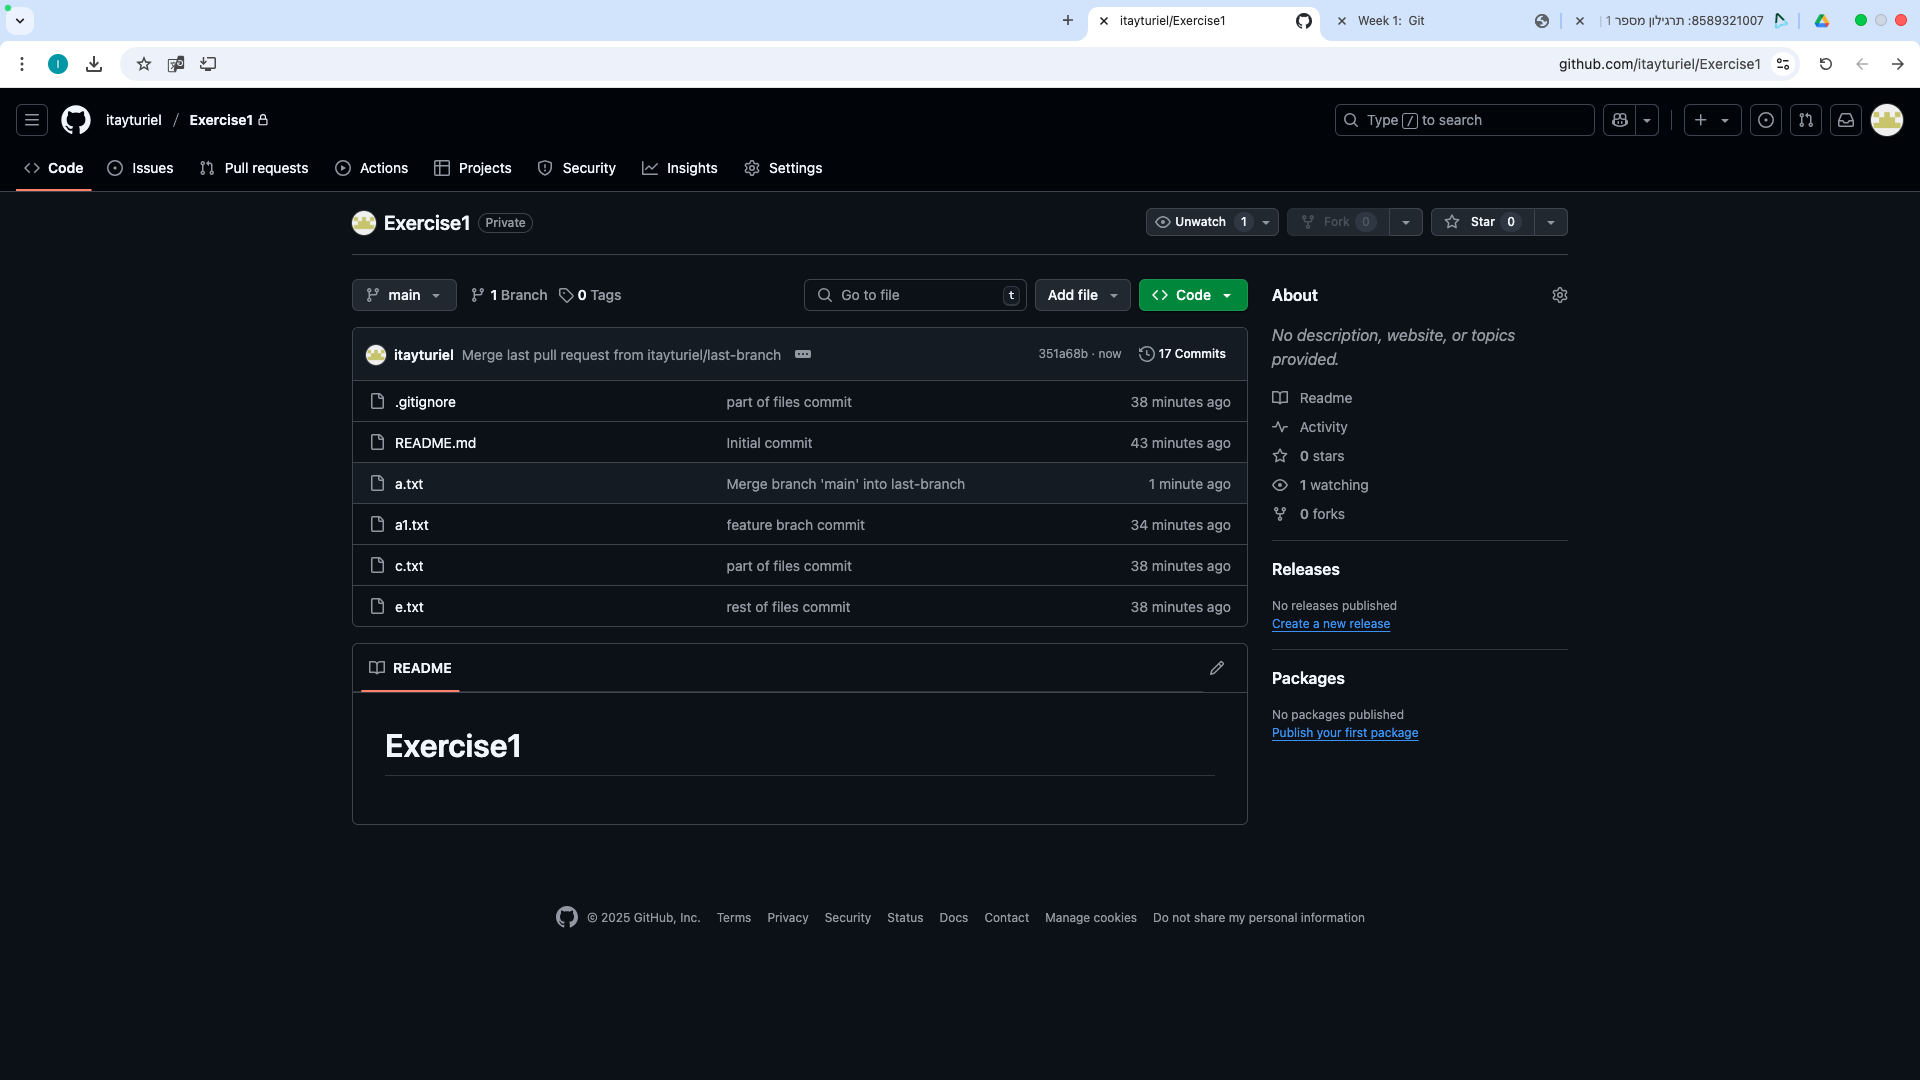 itayturiel/Exercise1
Week 1: Git
8589321007: תרגילון מספר 1 |
I
github.com/itayturiel/Exercise1
itayturiel / Exercise1
Type / to search
Code Issues Pull requests Actions Projects Security Insights Settings
Exercise1 Private
Unwatch 1 Fork 0 Star 0
main 1 Branch 0 Tags
Go to file t Add file Code
itayturiel Merge last pull request from itayturiel/last-branch 351a68b · now 17 Commits
.gitignore part of files commit 38 minutes ago
README.md Initial commit 43 minutes ago
a.txt Merge branch 'main' into last-branch 1 minute ago
a1.txt feature brach commit 34 minutes ago
c.txt part of files commit 38 minutes ago
e.txt rest of files commit 38 minutes ago
README
Exercise1
About
No description, website, or topics
provided.
Readme
Activity
0 stars
1 watching
0 forks
Releases
No releases published
Create a new release
Packages
No packages published
Publish your first package
© 2025 GitHub, Inc. Terms Privacy Security Status Docs Contact Manage cookies Do not share my personal information